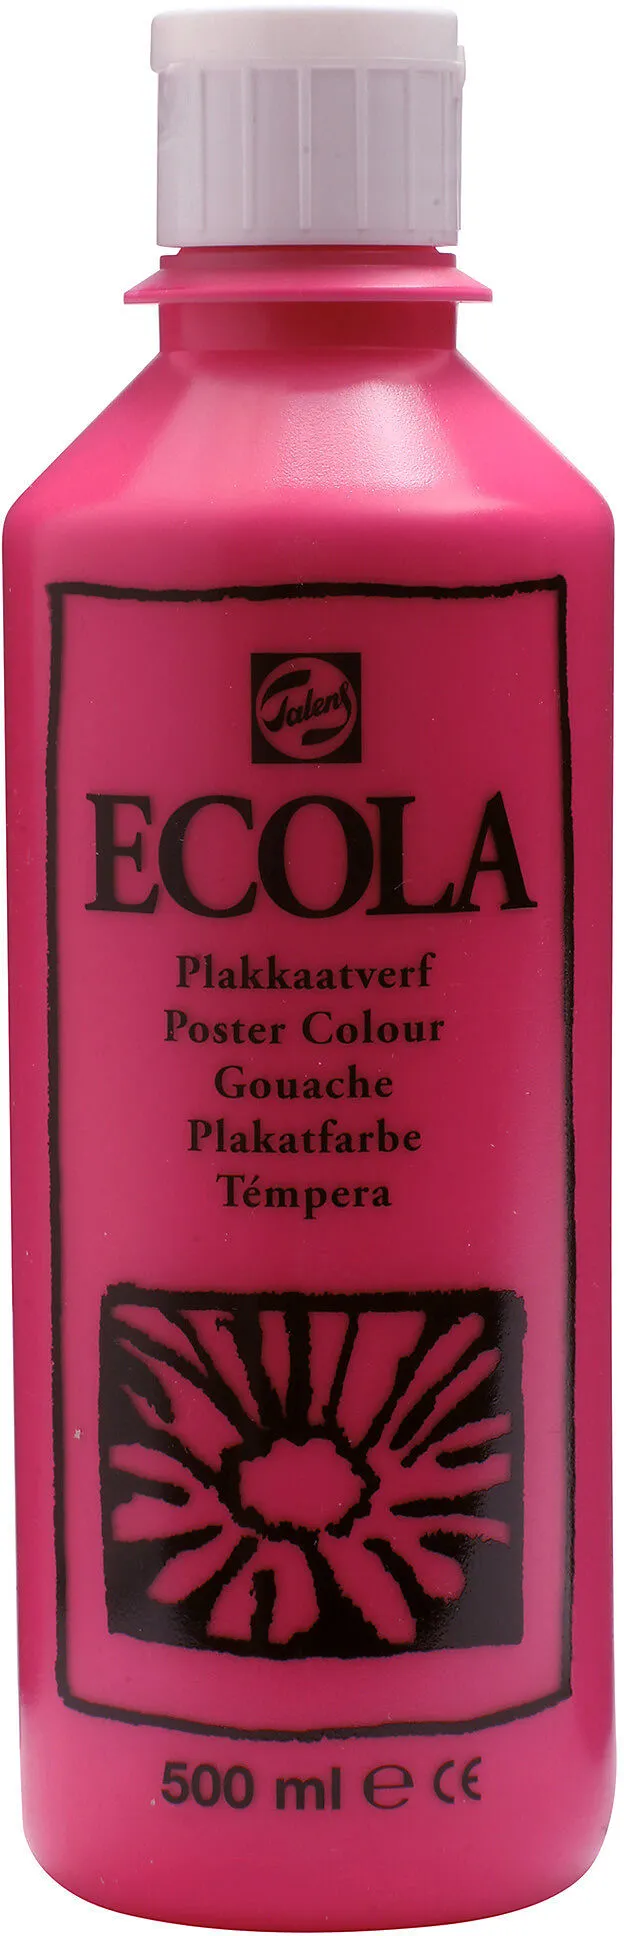 Talens
ECOLA
Plakkaatverf
Poster Colour
Gouache
Plakatfarbe
Témpera
500 ml ℮ CE